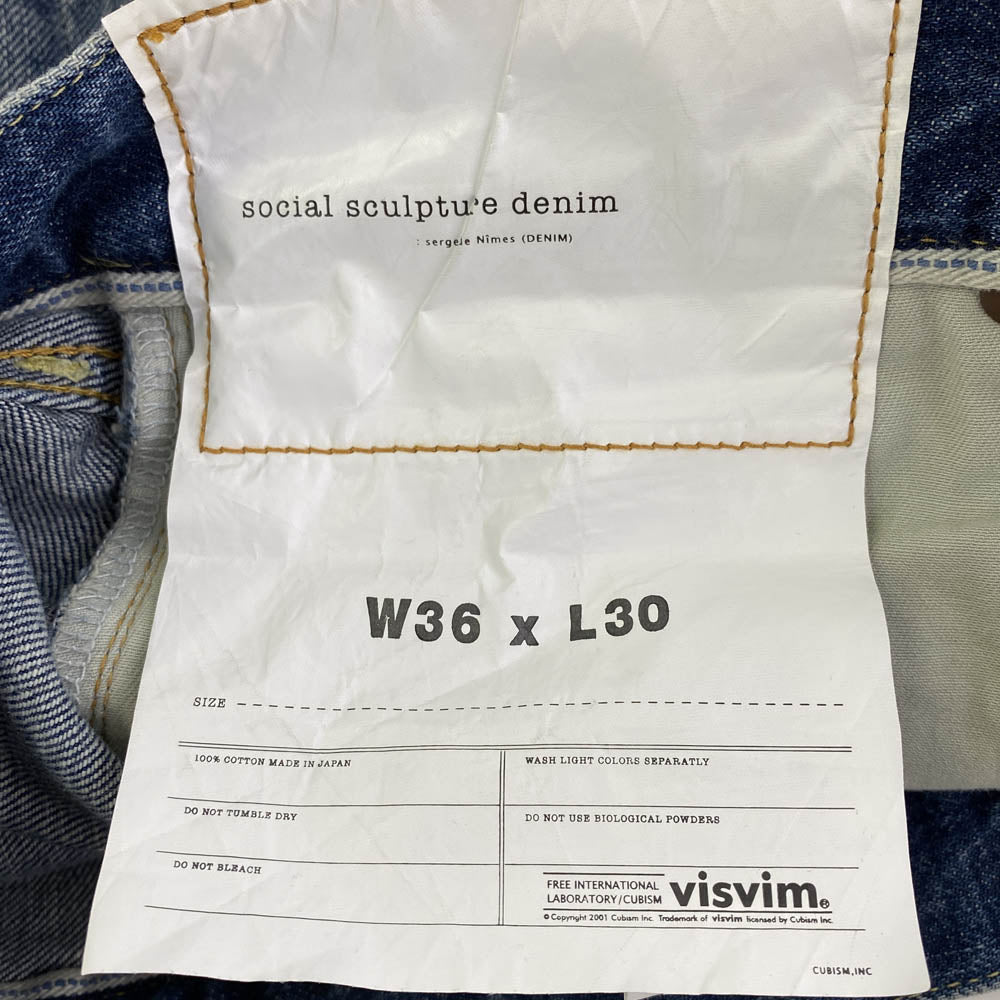 social sculpture denim
: sergeje Nîmes (DENIM)
W36 x L30
SIZE
100% COTTON MADE IN JAPAN
WASH LIGHT COLORS SEPARATLY
DO NOT TUMBLE DRY
DO NOT USE BIOLOGICAL POWDERS
DO NOT BLEACH
FREE INTERNATIONAL
LABORATORY/CUBISM
visvim®
© Copyright 2001 Cubism Inc. Trademark of visvim licensed by Cubism Inc.
CUBISM,INC